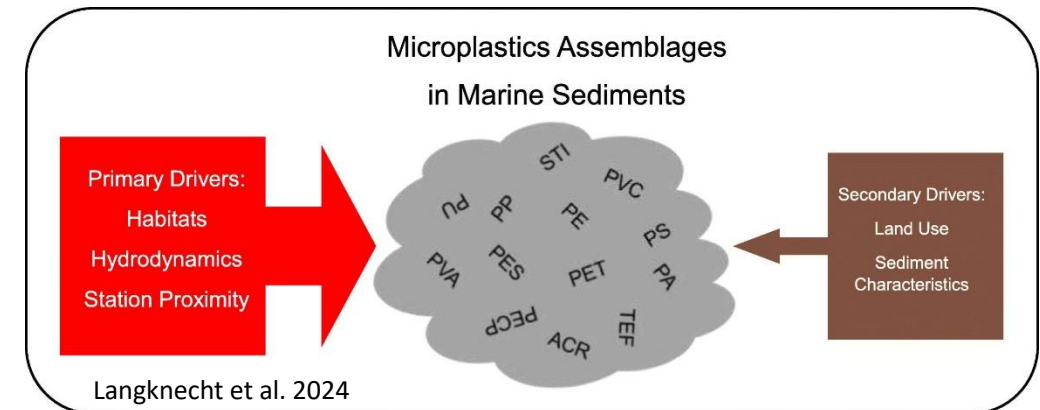 Microplastics Assemblages
in Marine Sediments
Primary Drivers:
Habitats
Hydrodynamics
Station Proximity
STI
PVC
PU
PP
PE
PS
PVA
PES
PET
PA
PECP
ACR
TEF
Secondary Drivers:
Land Use
Sediment
Characteristics
Langknecht et al. 2024